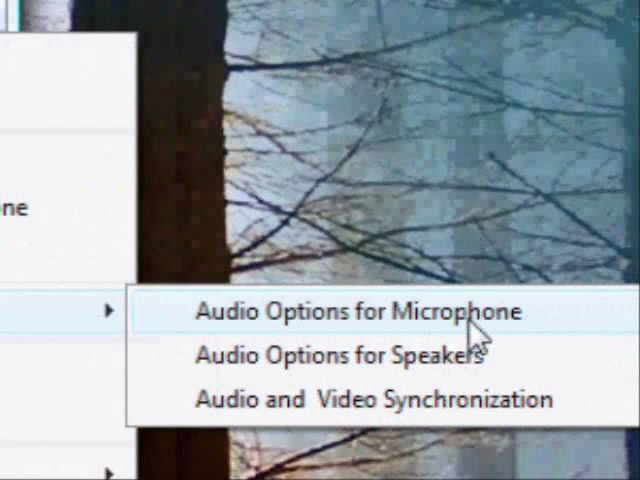 ne
Audio Options for Microphone
Audio Options for Speakers
Audio and Video Synchronization